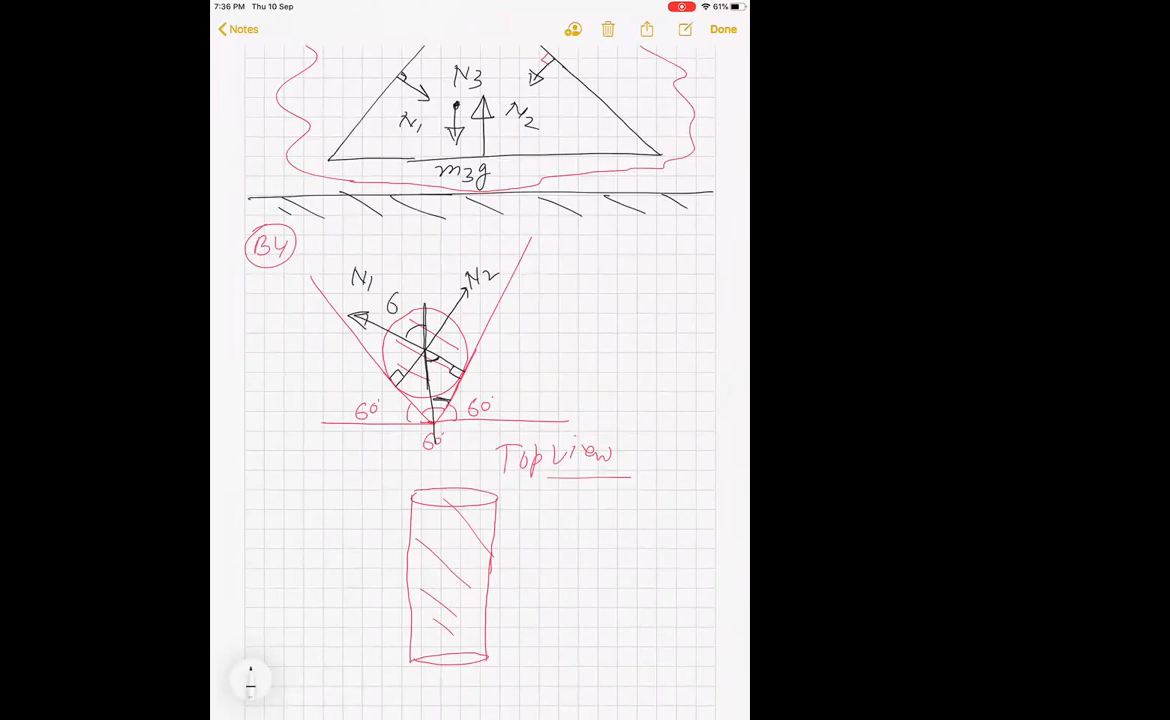 7:36 PM Thu 10 Sep
61%
Notes
Done
N3
N1
N2
m3g
B4
N1
N2
6
60°
60°
60°
Top view